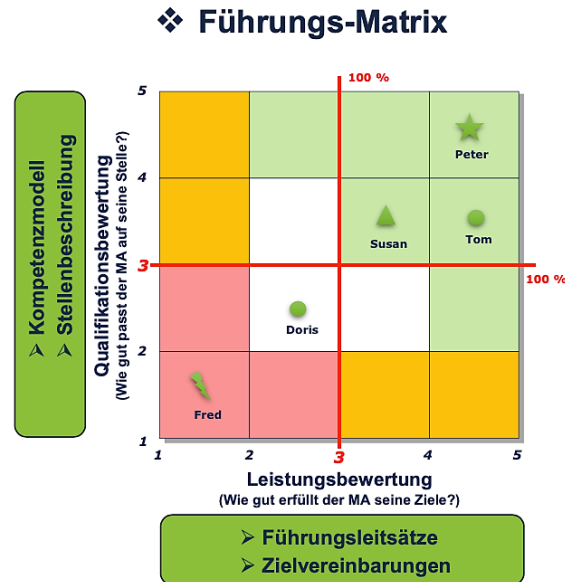 ❖ Führungs-Matrix
100 %
5
4
3
2
1
Peter
Susan
Tom
100 %
Doris
Fred
1
2
3
4
5
➢ Kompetenzmodell
➢ Stellenbeschreibung
Qualifikationsbewertung
(Wie gut passt der MA auf seine Stelle?)
Leistungsbewertung
(Wie gut erfüllt der MA seine Ziele?)
➢ Führungsleitsätze
➢ Zielvereinbarungen